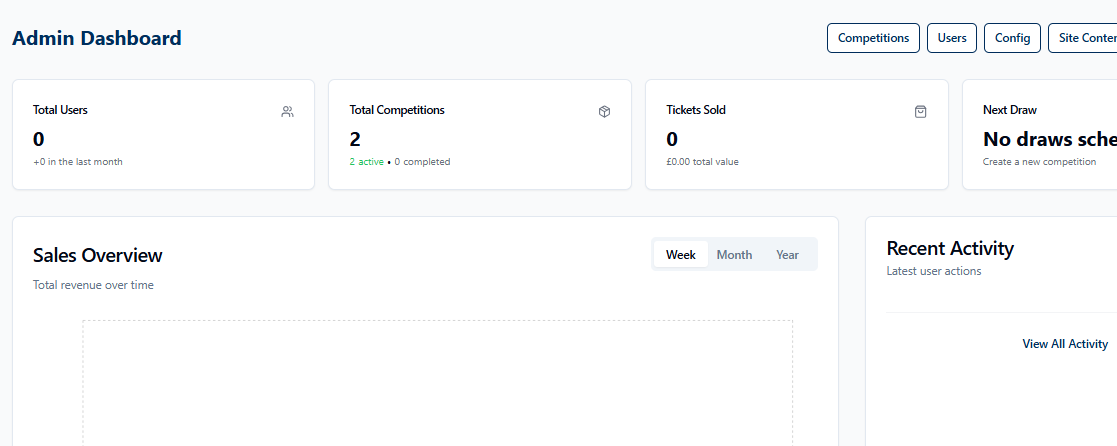 Admin Dashboard
Competitions
Users
Config
Site Conten
Total Users
0
+0 in the last month
Total Competitions
2
2 active • 0 completed
Tickets Sold
0
£0.00 total value
Next Draw
No draws sche
Create a new competition
Sales Overview
Total revenue over time
Week
Month
Year
Recent Activity
Latest user actions
View All Activity